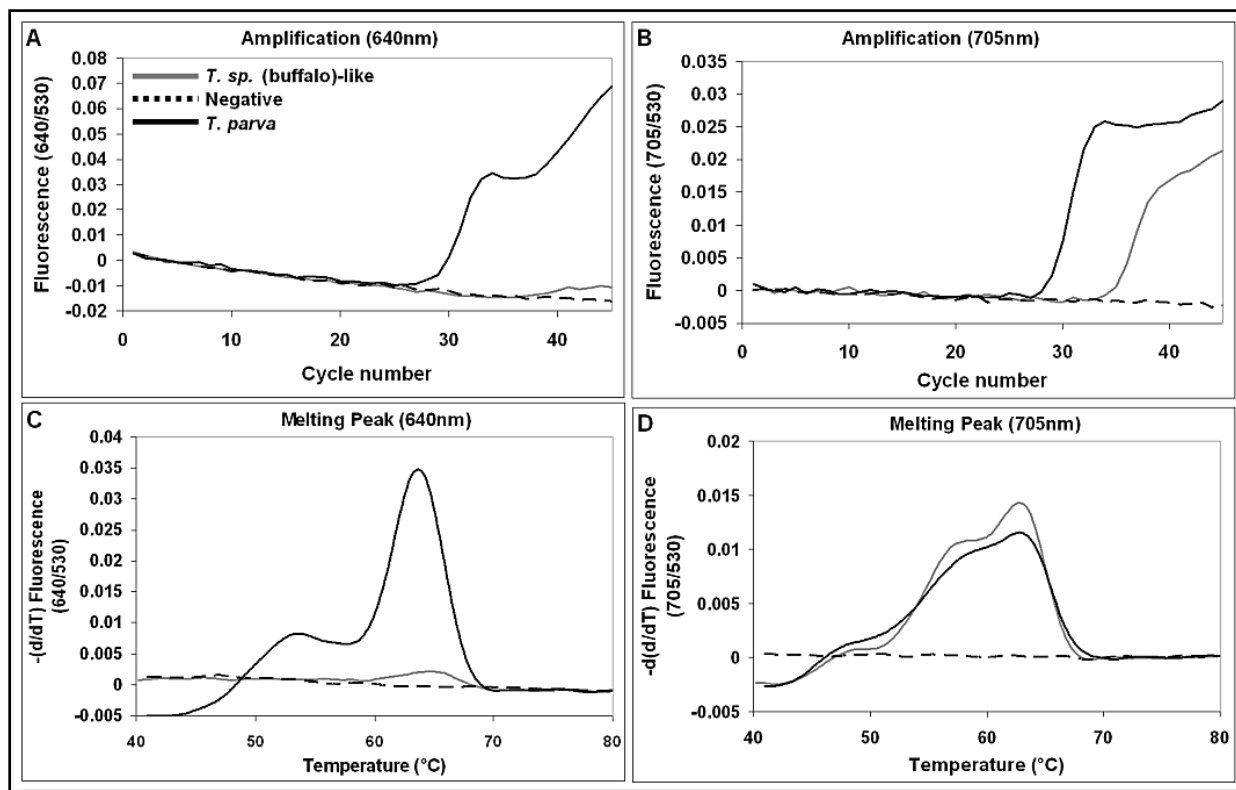 A
Amplification (640nm)
0.08
0.07
0.06
0.05
0.04
0.03
0.02
0.01
0
-0.01
-0.02
Fluorescence (640/530)
T. sp. (buffalo)-like
Negative
T. parva
0 10 20 30 40
Cycle number
B
Amplification (705nm)
0.035
0.03
0.025
0.02
0.015
0.01
0.005
0
-0.005
Fluorescence (705/530)
0 10 20 30 40
Cycle number
C
Melting Peak (640nm)
0.04
0.035
0.03
0.025
0.02
0.015
0.01
0.005
0
-0.005
-(d/dT) Fluorescence
(640/530)
40 50 60 70 80
Temperature (°C)
D
Melting Peak (705nm)
0.02
0.015
0.01
0.005
0
-0.005
-d(d/dT) Fluorescence
(705/530)
40 50 60 70 80
Temperature (°C)